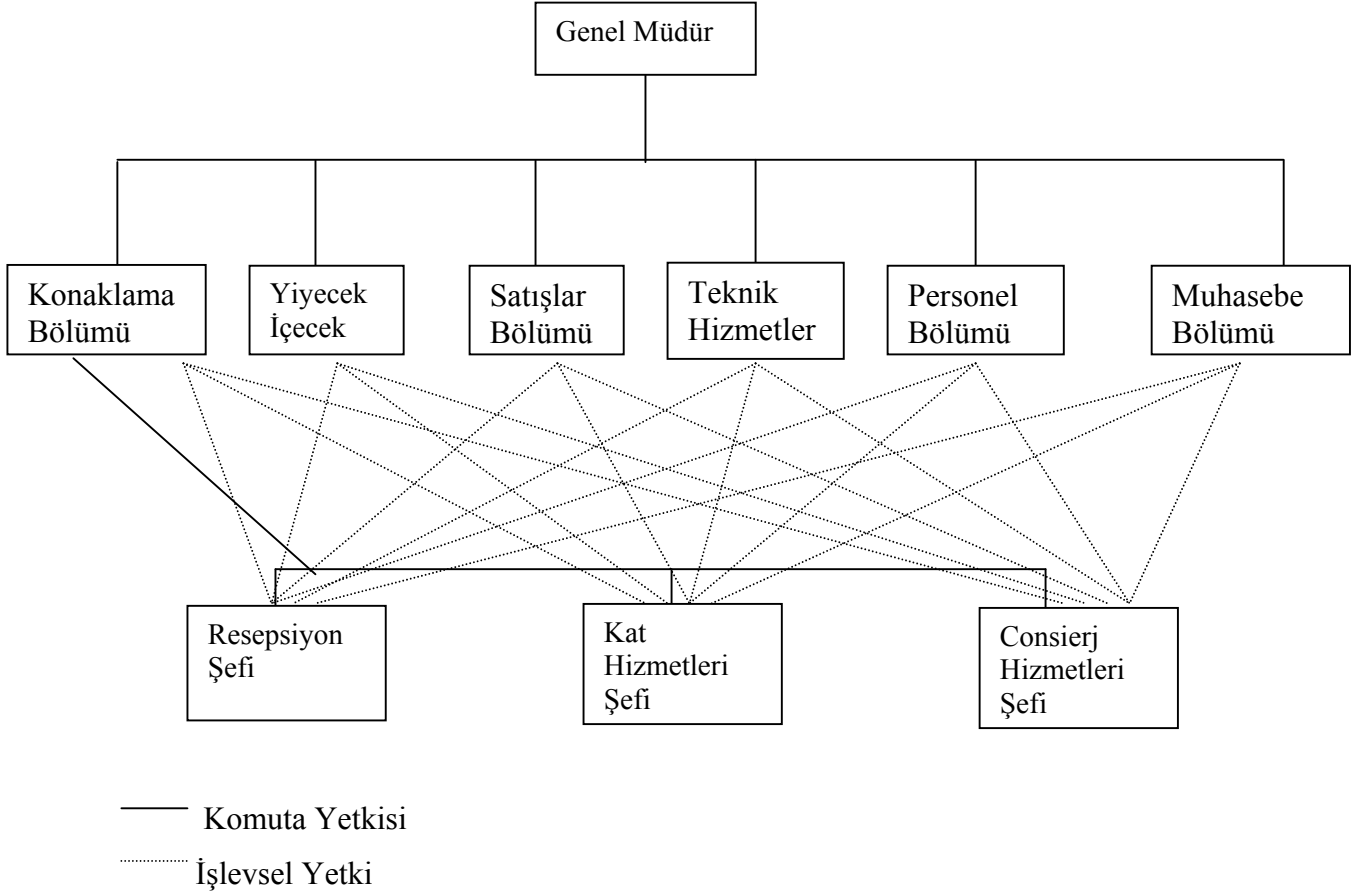 Genel Müdür
Konaklama
Bölümü
Yiyecek
İçecek
Satışlar
Bölümü
Teknik
Hizmetler
Personel
Bölümü
Muhasebe
Bölümü
Resepsiyon
Şefi
Kat
Hizmetleri
Şefi
Consierj
Hizmetleri
Şefi
Komuta Yetkisi
İşlevsel Yetki